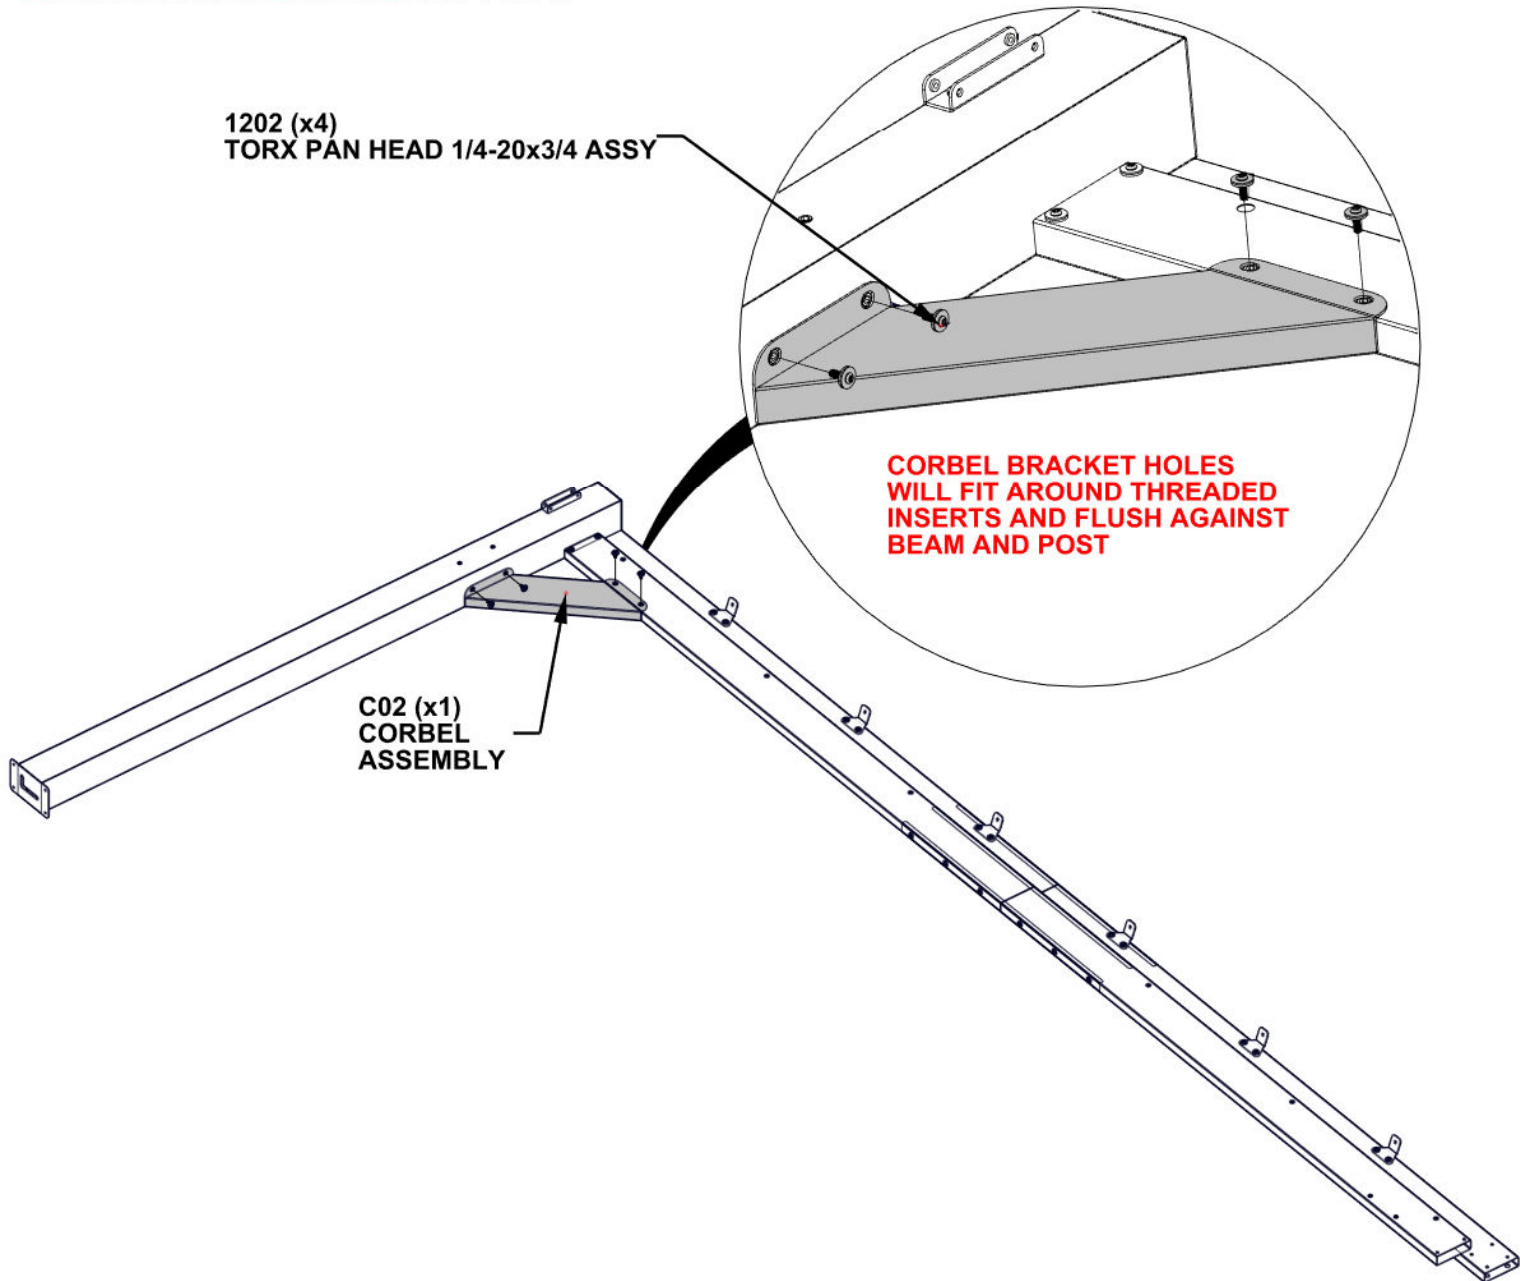 1202 (x4)
TORX PAN HEAD 1/4-20x3/4 ASSY
CORBEL BRACKET HOLES
WILL FIT AROUND THREADED
INSERTS AND FLUSH AGAINST
BEAM AND POST
C02 (x1)
CORBEL
ASSEMBLY